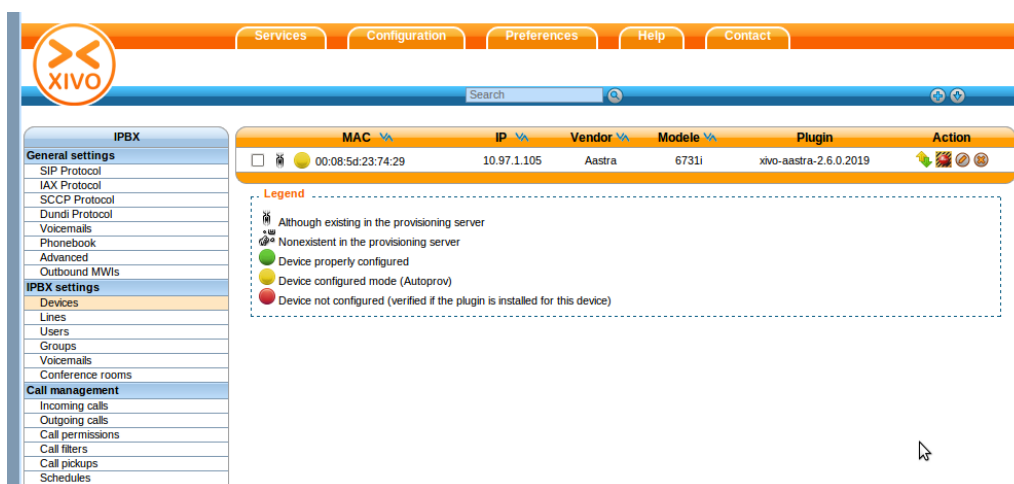 Services Configuration Preferences Help Contact
XIVO
Search
IPBX
General settings
SIP Protocol
IAX Protocol
SCCP Protocol
Dundi Protocol
Voicemails
Phonebook
Advanced
Outbound MWIs
IPBX settings
Devices
Lines
Users
Groups
Voicemails
Conference rooms
Call management
Incoming calls
Outgoing calls
Call permissions
Call filters
Call pickups
Schedules
MAC IP Vendor Modele Plugin Action
00:08:5d:23:74:29 10.97.1.105 Aastra 6731i xivo-aastra-2.6.0.2019
Legend
Although existing in the provisioning server
Nonexistent in the provisioning server
Device properly configured
Device configured mode (Autoprov)
Device not configured (verified if the plugin is installed for this device)